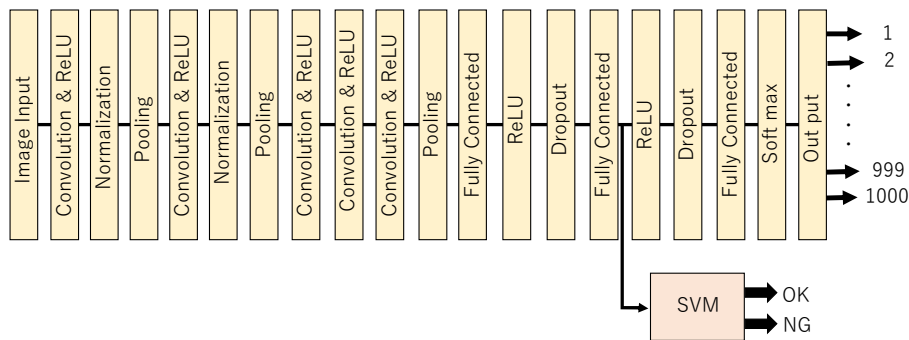 Image Input
Convolution & ReLU
Normalization
Pooling
Convolution & ReLU
Normalization
Pooling
Convolution & ReLU
Convolution & ReLU
Convolution & ReLU
Pooling
Fully Connected
ReLU
Dropout
Fully Connected
ReLU
Dropout
Fully Connected
Soft max
Out put
1
2
999
1000
SVM
OK
NG